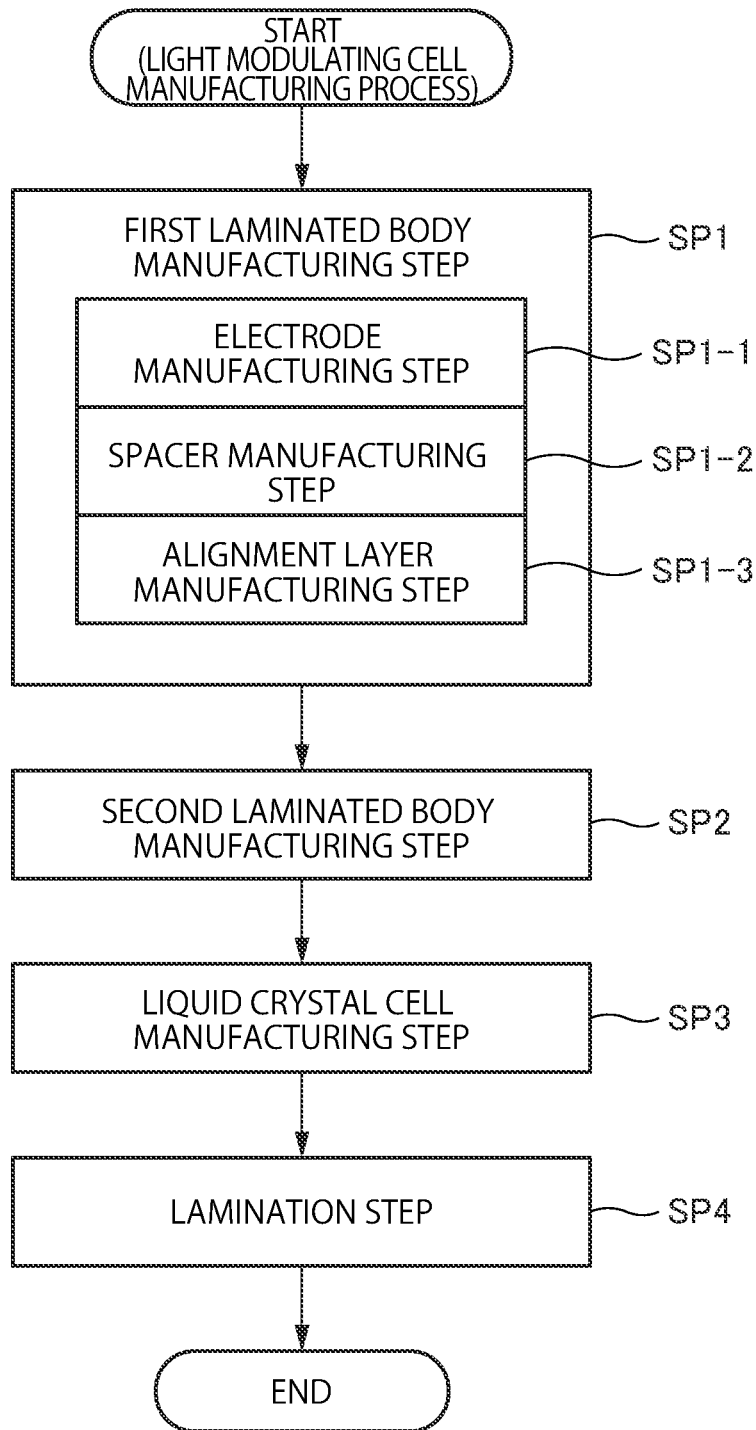 START
(LIGHT MODULATING CELL
MANUFACTURING PROCESS)
FIRST LAMINATED BODY
MANUFACTURING STEP
SP1
ELECTRODE
MANUFACTURING STEP
SP1-1
SPACER MANUFACTURING
STEP
SP1-2
ALIGNMENT LAYER
MANUFACTURING STEP
SP1-3
SECOND LAMINATED BODY
MANUFACTURING STEP
SP2
LIQUID CRYSTAL CELL
MANUFACTURING STEP
SP3
LAMINATION STEP
SP4
END